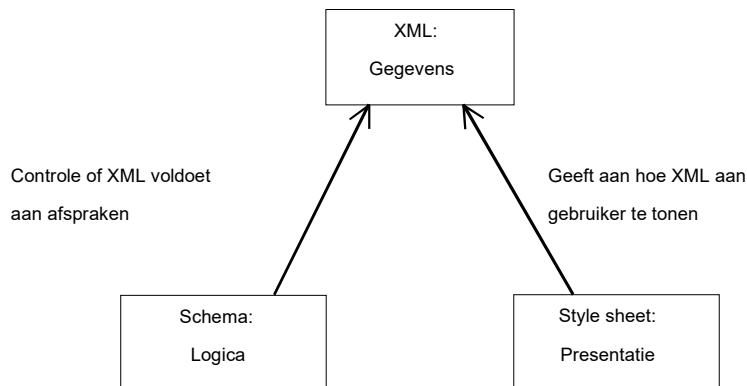 XML:
Gegevens
Controle of XML voldoet
aan afspraken
Geeft aan hoe XML aan
gebruiker te tonen
Schema:
Logica
Style sheet:
Presentatie